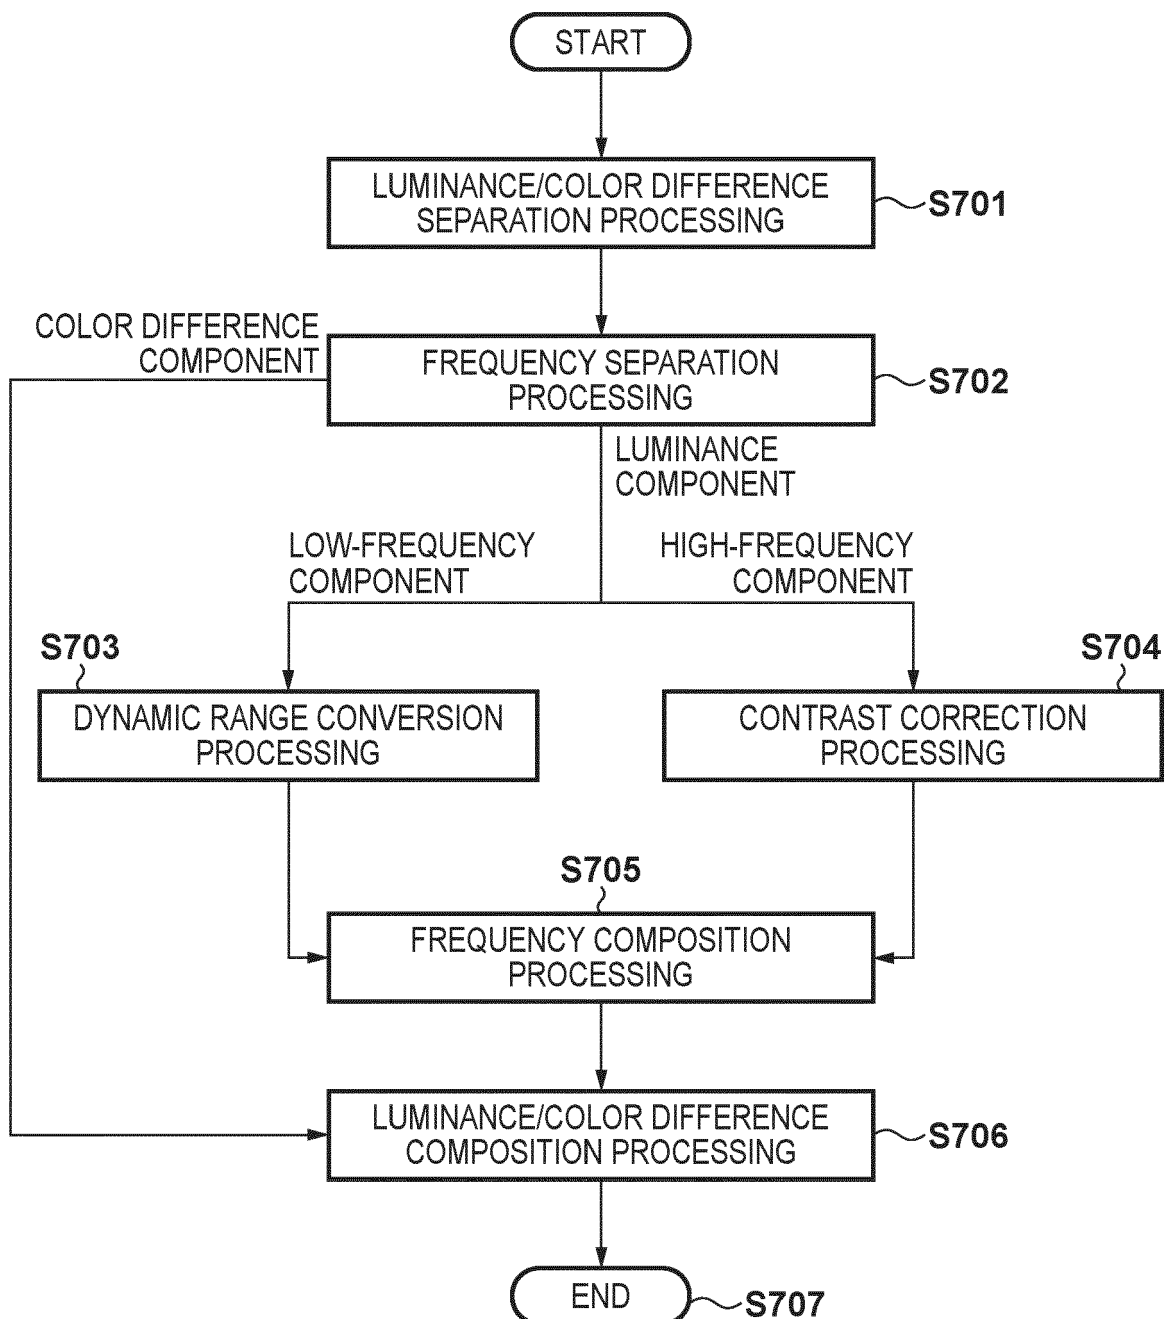 START
LUMINANCE/COLOR DIFFERENCE
SEPARATION PROCESSING
S701
COLOR DIFFERENCE
COMPONENT
FREQUENCY SEPARATION
PROCESSING
S702
LUMINANCE
COMPONENT
LOW-FREQUENCY
COMPONENT
HIGH-FREQUENCY
COMPONENT
S703
DYNAMIC RANGE CONVERSION
PROCESSING
S704
CONTRAST CORRECTION
PROCESSING
S705
FREQUENCY COMPOSITION
PROCESSING
LUMINANCE/COLOR DIFFERENCE
COMPOSITION PROCESSING
S706
END
S707